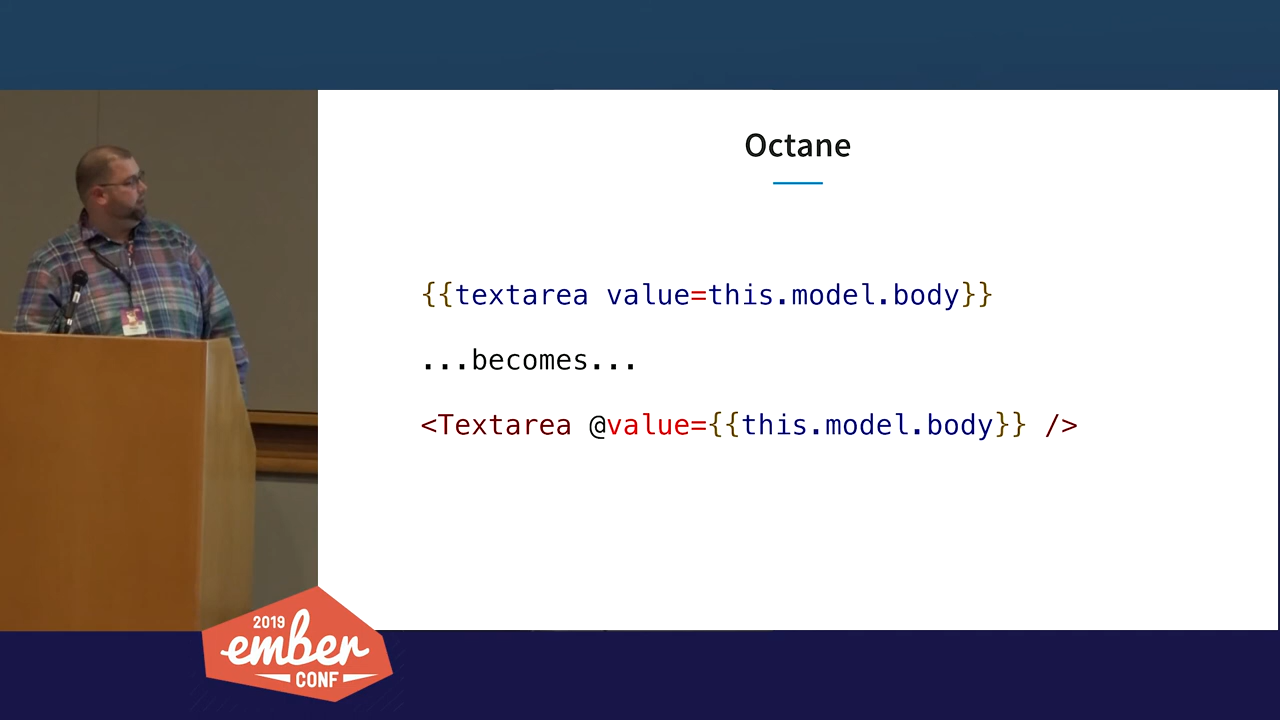 Octane
{{textarea value=this.model.body}}
...becomes...
<Textarea @value={{this.model.body}} />
2019
ember
CONF